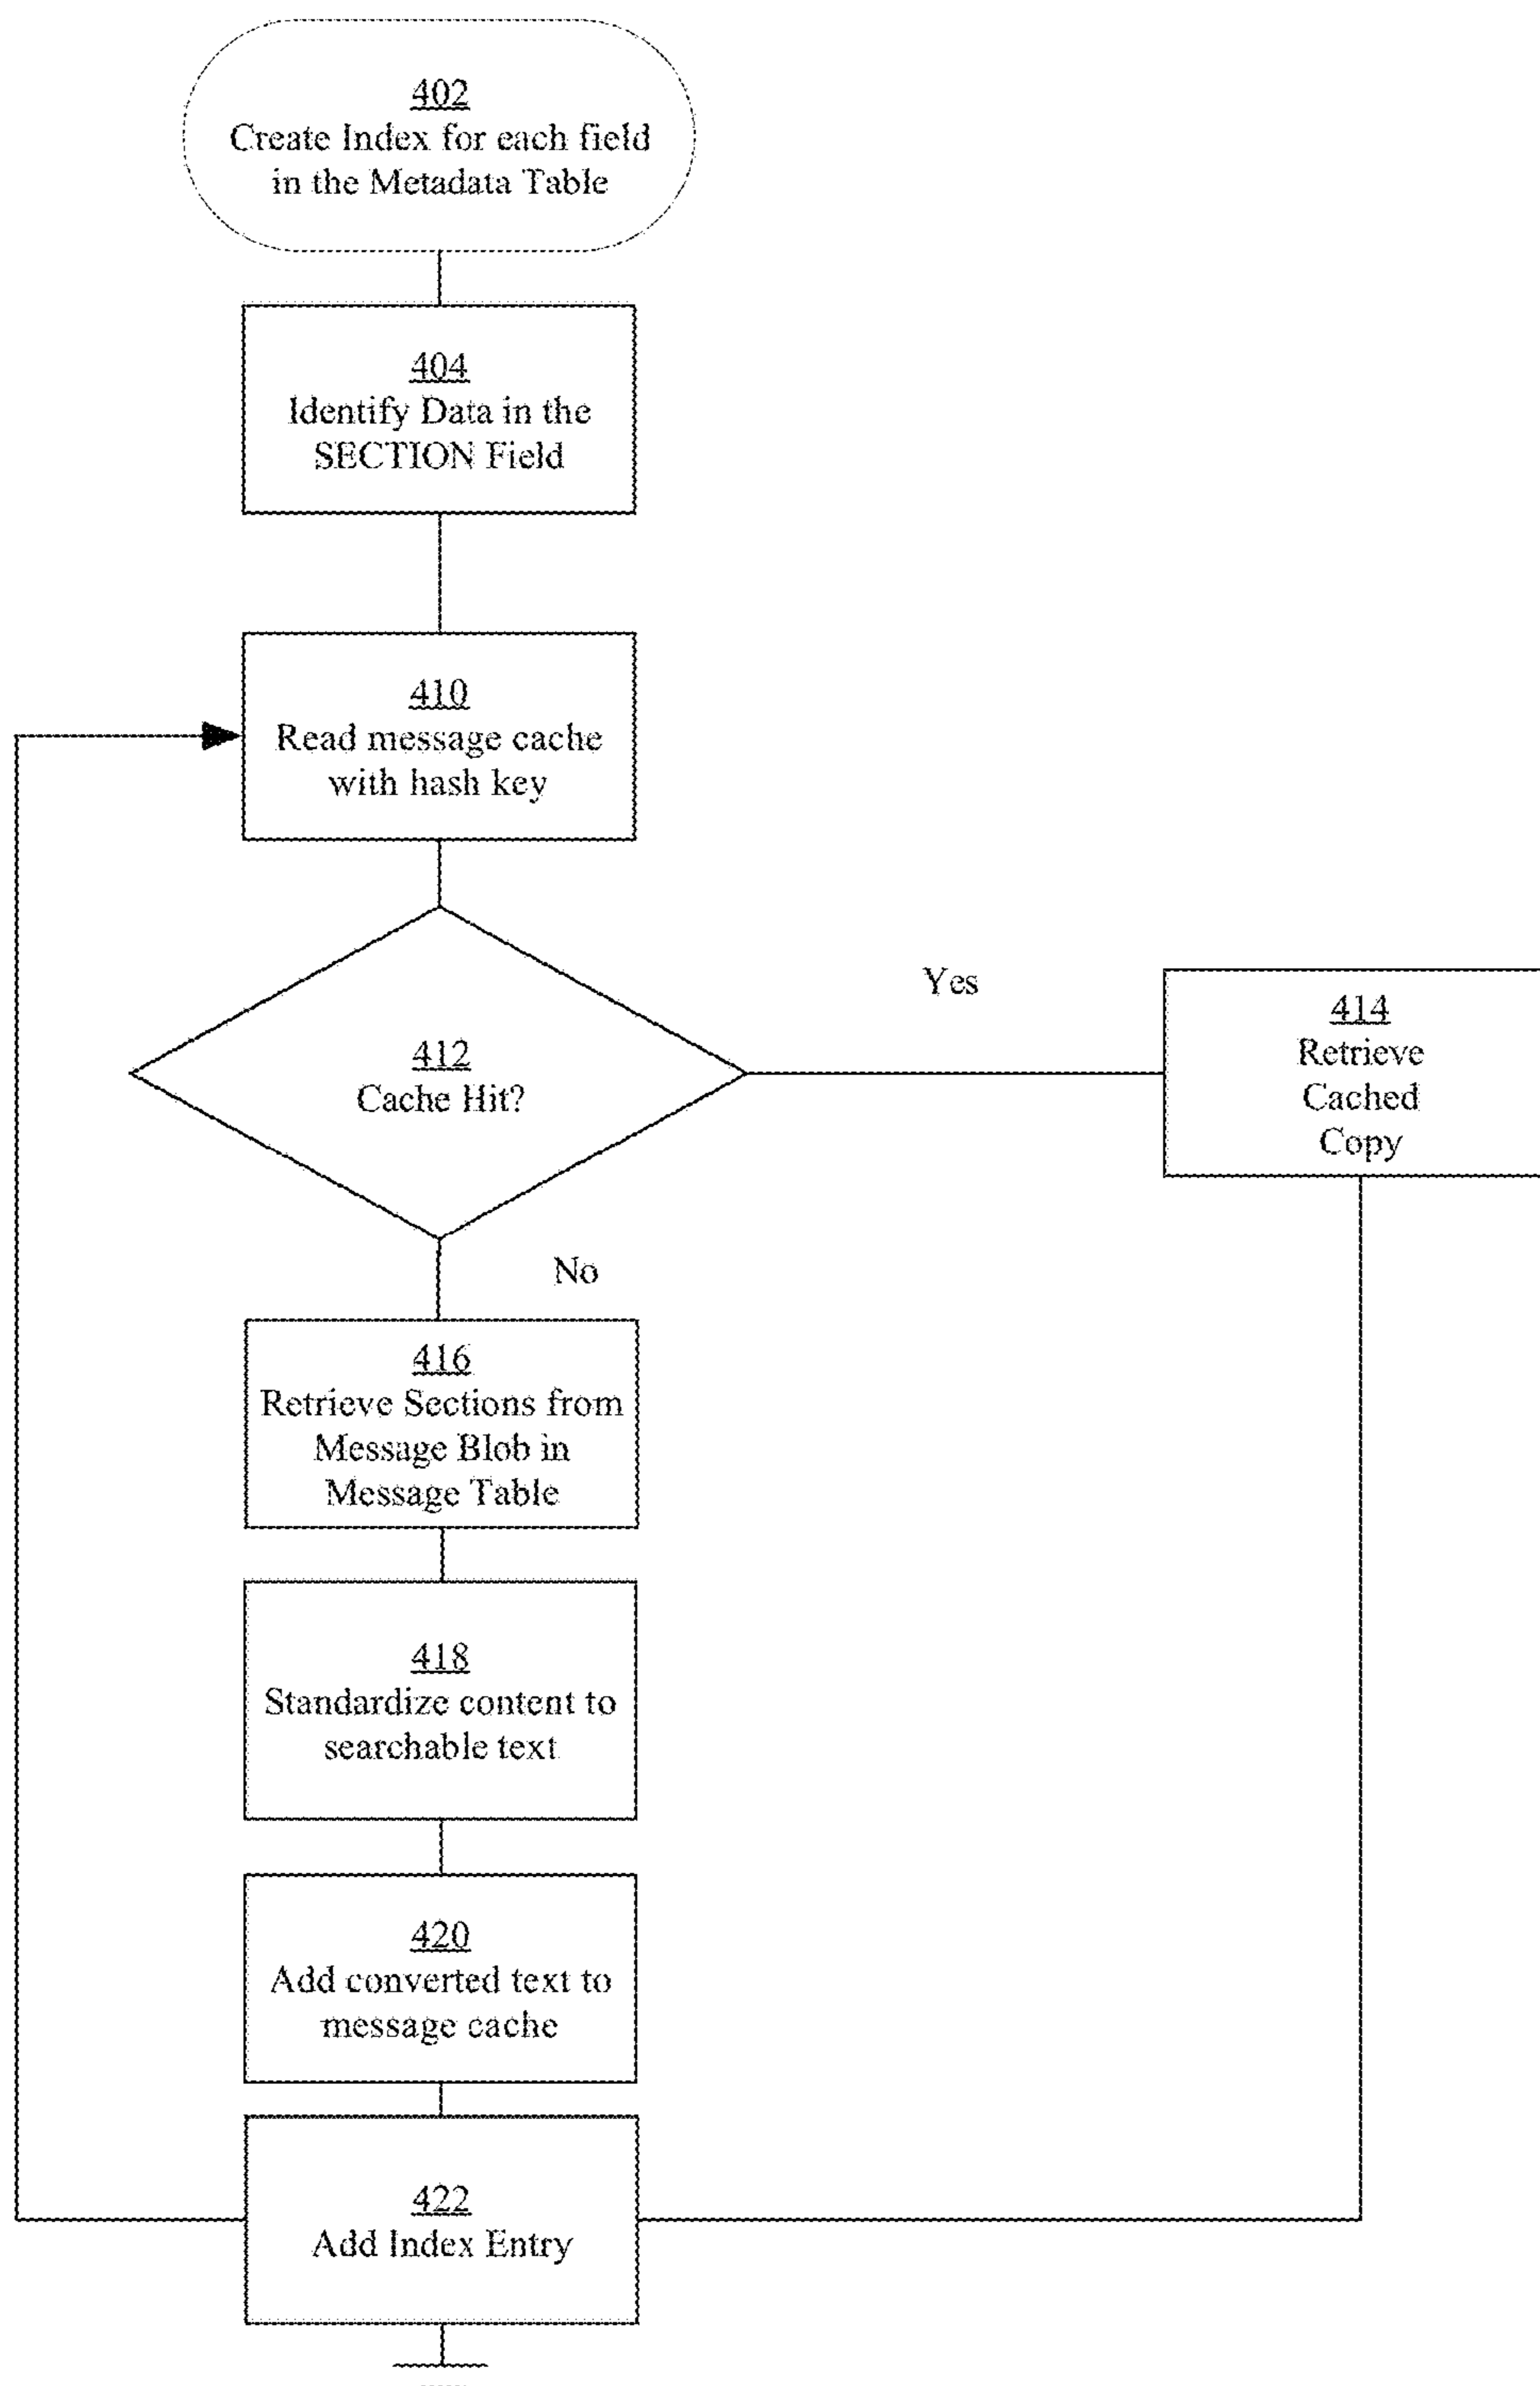 402
Create Index for each field
in the Metadata Table
404
Identify Data in the
SECTION Field
410
Read message cache
with hash key
412
Cache Hit?
Yes
414
Retrieve
Cached
Copy
No
416
Retrieve Sections from
Message Blob in
Message Table
418
Standardize content to
searchable text
420
Add converted text to
message cache
422
Add Index Entry